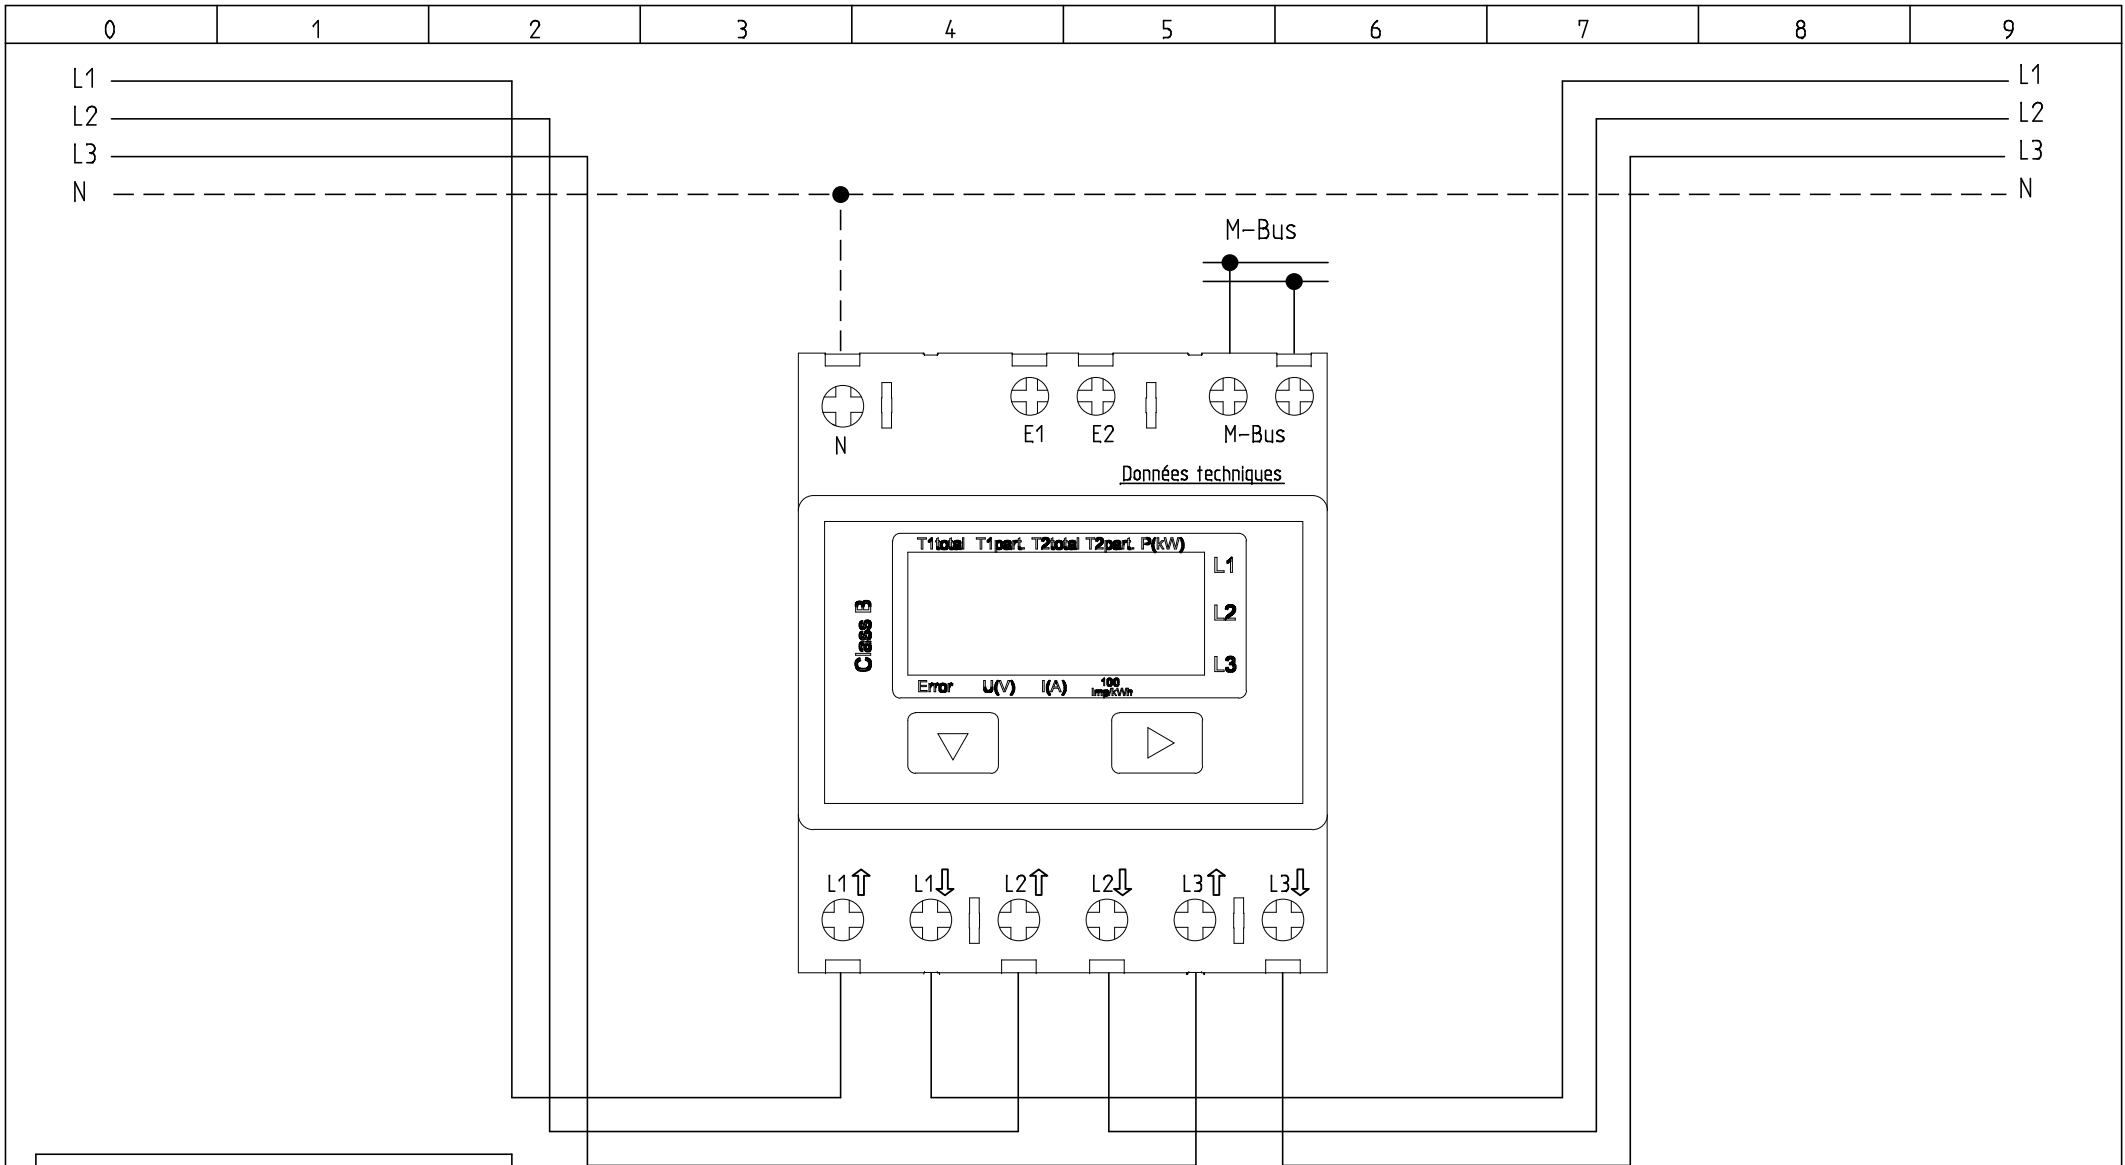 0 1 2 3 4 5 6 7 8 9
L1 L1
L2 L2
L3 L3
N N
M-Bus
N E1 E2 M-Bus
Données techniques
T1total T1part. T2total T2part. P(kW)
L1
L2
L3
Class B
Error U(V) I(A) 100
imp/kWh
L1 L1 L2 L2 L3 L3